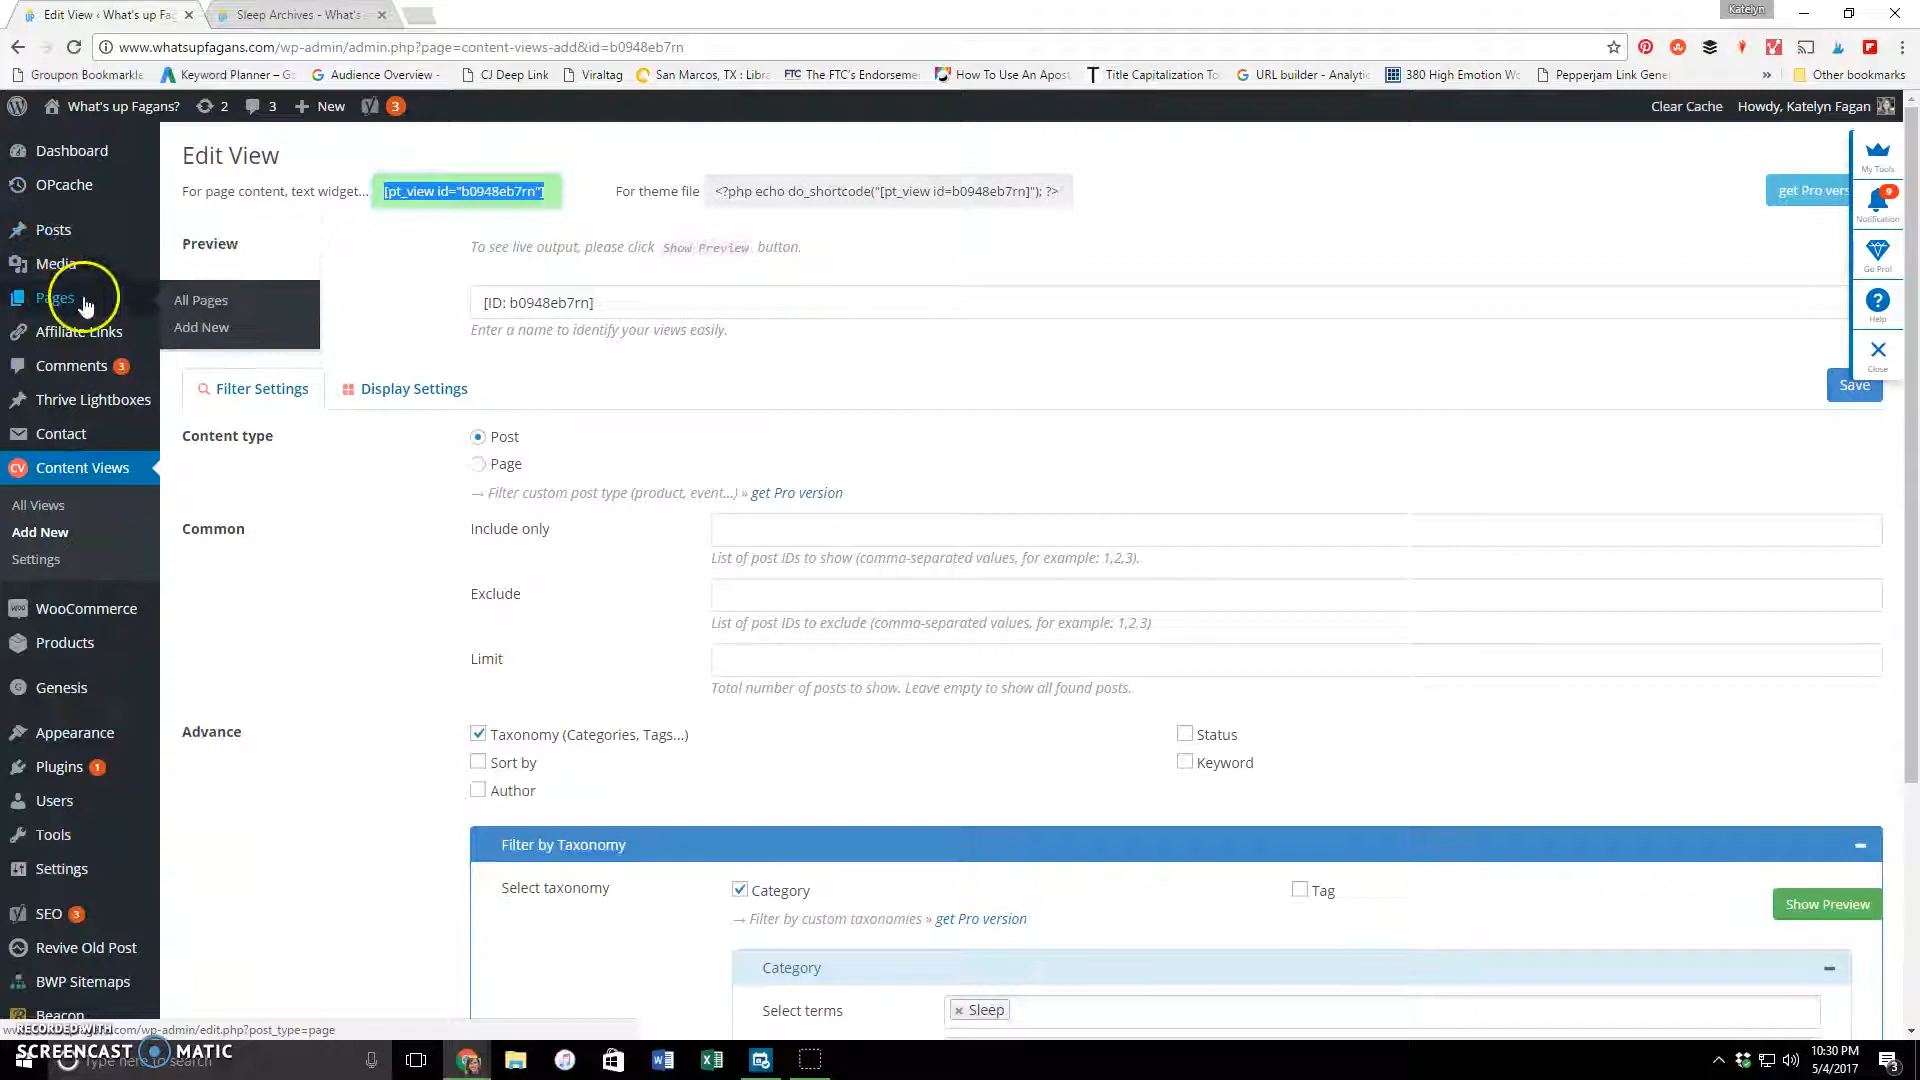 Edit View ‹ What's up Fa
Sleep Archives - What's
Katelyn
www.whatsupfagans.com/wp-admin/admin.php?page=content-views-add&id=b0948eb7rn
Groupon Bookmarkle
Keyword Planner – G
Audience Overview -
CJ Deep Link
Viraltag
San Marcos, TX : Libra
FTC The FTC's Endorseme
How To Use An Apost
Title Capitalization To
URL builder - Analytic
380 High Emotion Wo
Pepperjam Link Gene
» Other bookmarks
What's up Fagans? 2 3 + New 3
Clear Cache Howdy, Katelyn Fagan
Dashboard
OPcache
Posts
Media
Pages
All Pages
Add New
Affiliate Links
Comments 3
Thrive Lightboxes
Contact
CV Content Views
All Views
Add New
Settings
WooCommerce
Products
Genesis
Appearance
Plugins 1
Users
Tools
Settings
SEO 3
Revive Old Post
BWP Sitemaps
Beacon
Edit View
For page content, text widget... [pt_view id="b0948eb7rn"] For theme file <?php echo do_shortcode("[pt_view id=b0948eb7rn]"); ?>
get Pro vers
Preview
To see live output, please click Show Preview button.
[ID: b0948eb7rn]
Enter a name to identify your views easily.
Filter Settings
Display Settings
Save
Content type
Post
Page
→ Filter custom post type (product, event...) » get Pro version
Common
Include only
List of post IDs to show (comma-separated values, for example: 1,2,3).
Exclude
List of post IDs to exclude (comma-separated values, for example: 1,2,3)
Limit
Total number of posts to show. Leave empty to show all found posts.
Advance
Taxonomy (Categories, Tags...)
Status
Sort by
Keyword
Author
Filter by Taxonomy
Select taxonomy
Category
Tag
→ Filter by custom taxonomies » get Pro version
Show Preview
Category
Select terms
× Sleep
My Tools
9
Notification
Go Pro!
?
Help
Close
.com/wp-admin/edit.php?post_type=page
RECORDED WITH
SCREENCAST MATIC
Type here to search
10:30 PM
5/4/2017
3